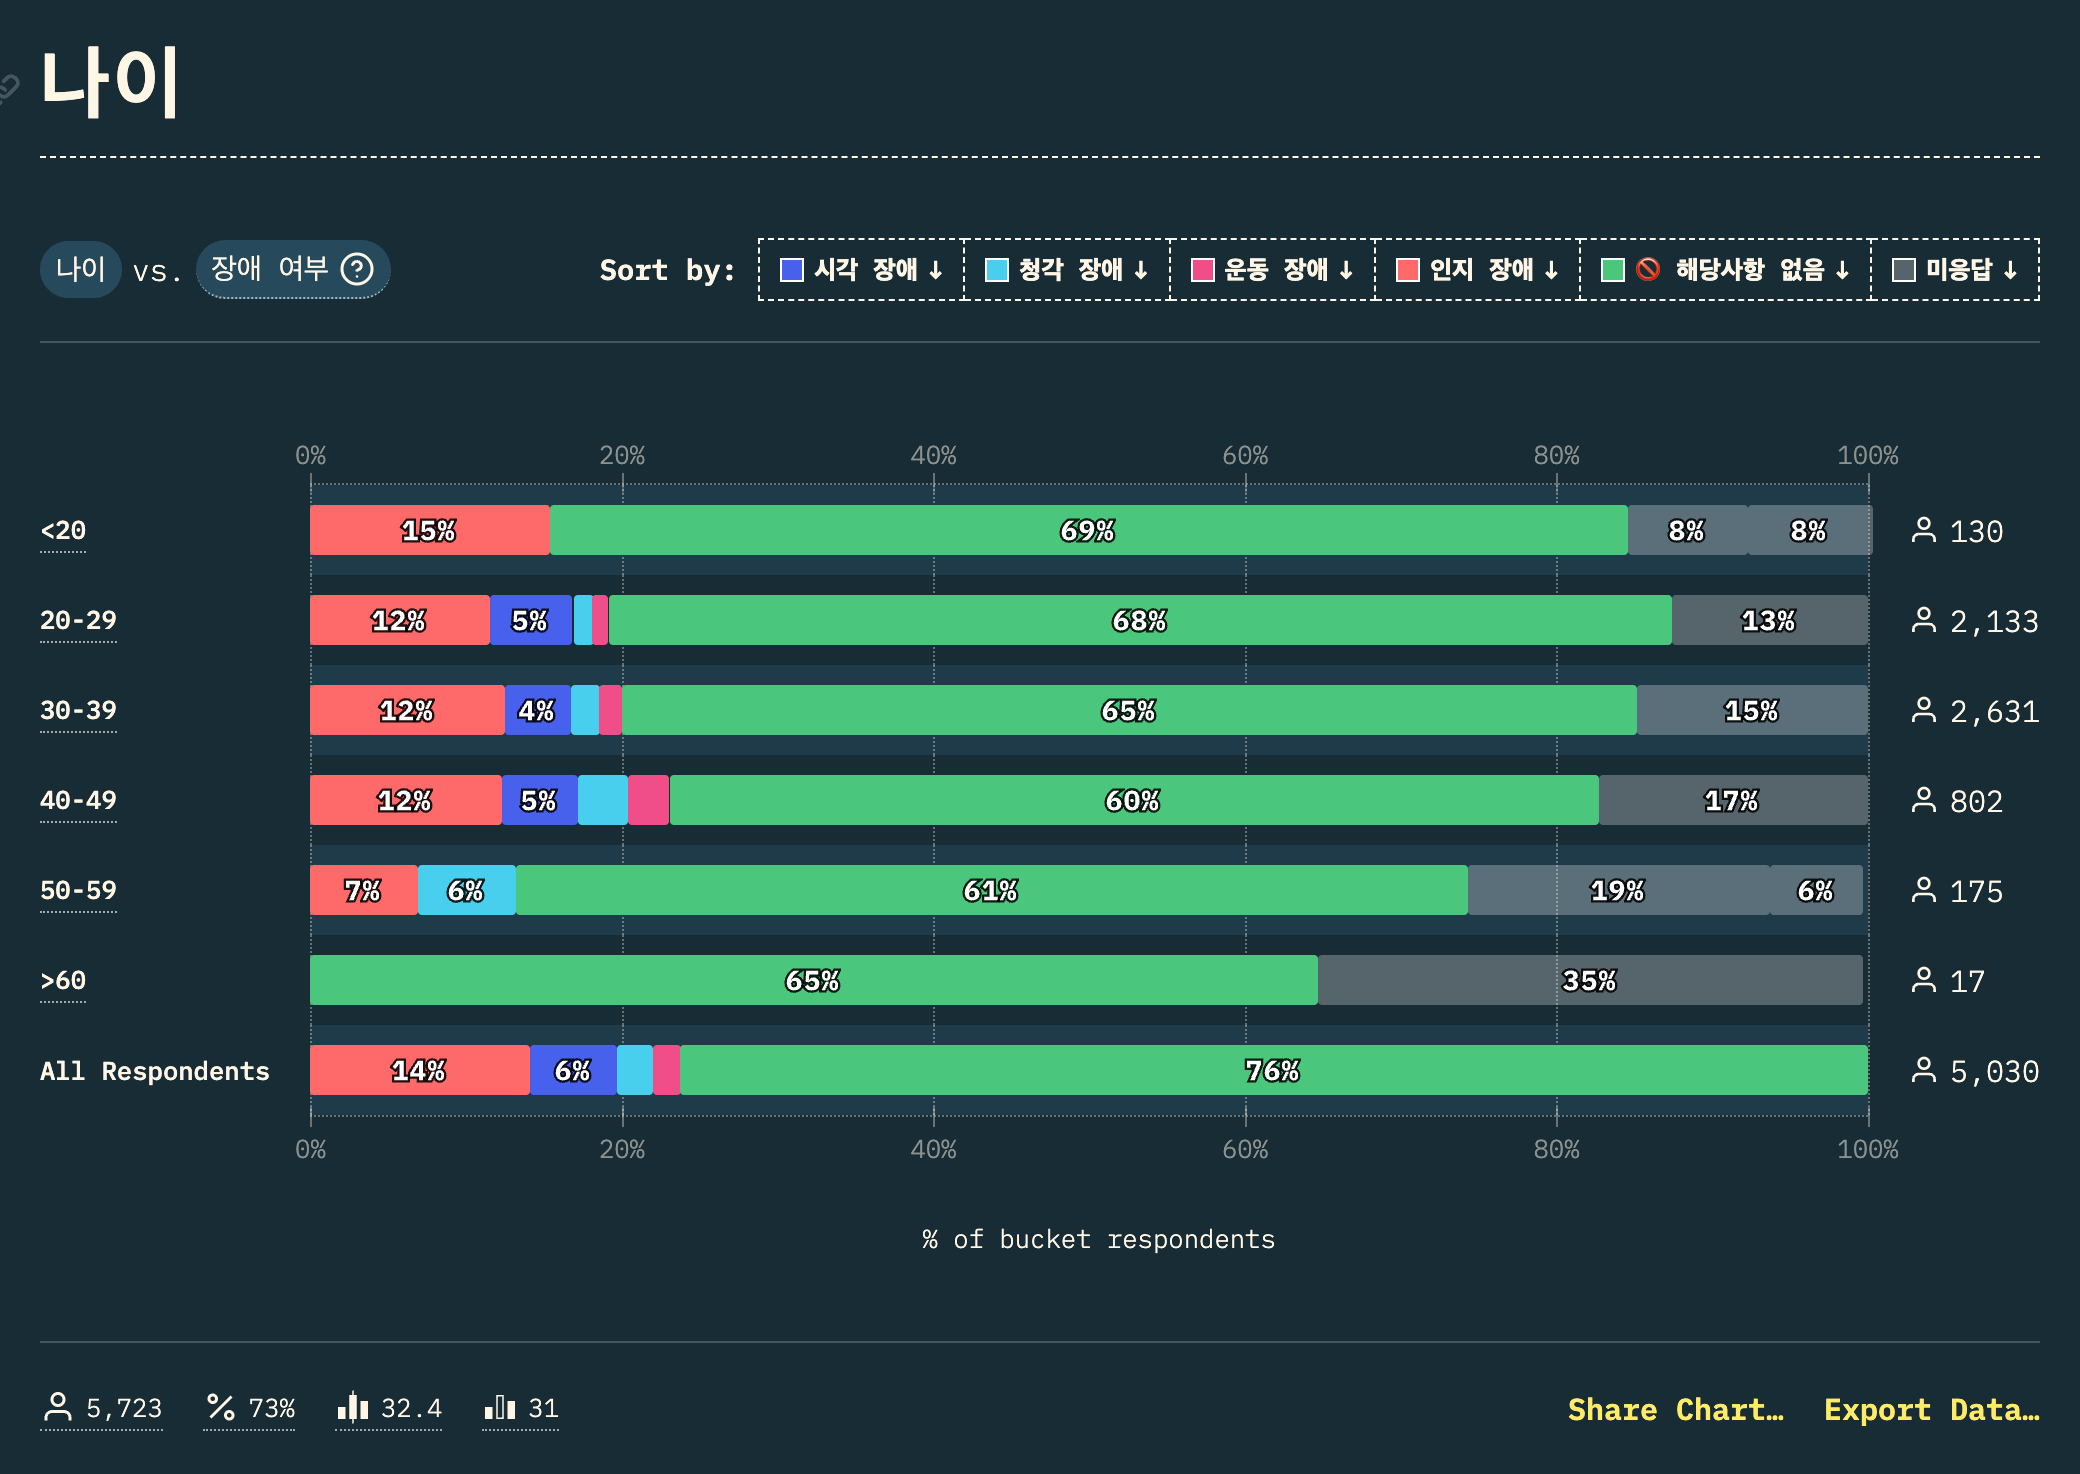 나이
나이 vs. 장애 여부
Sort by: 시각 장애 ↓ 청각 장애 ↓ 운동 장애 ↓ 인지 장애 ↓ 🚫 해당사항 없음 ↓ 미응답 ↓
0% 20% 40% 60% 80% 100%
<20 15% 69% 8% 8% 130
20-29 12% 5% 68% 13% 2,133
30-39 12% 4% 65% 15% 2,631
40-49 12% 5% 60% 17% 802
50-59 7% 6% 61% 19% 6% 175
>60 65% 35% 17
All Respondents 14% 6% 76% 5,030
0% 20% 40% 60% 80% 100%
% of bucket respondents
5,723 73% 32.4 31 Share Chart… Export Data…